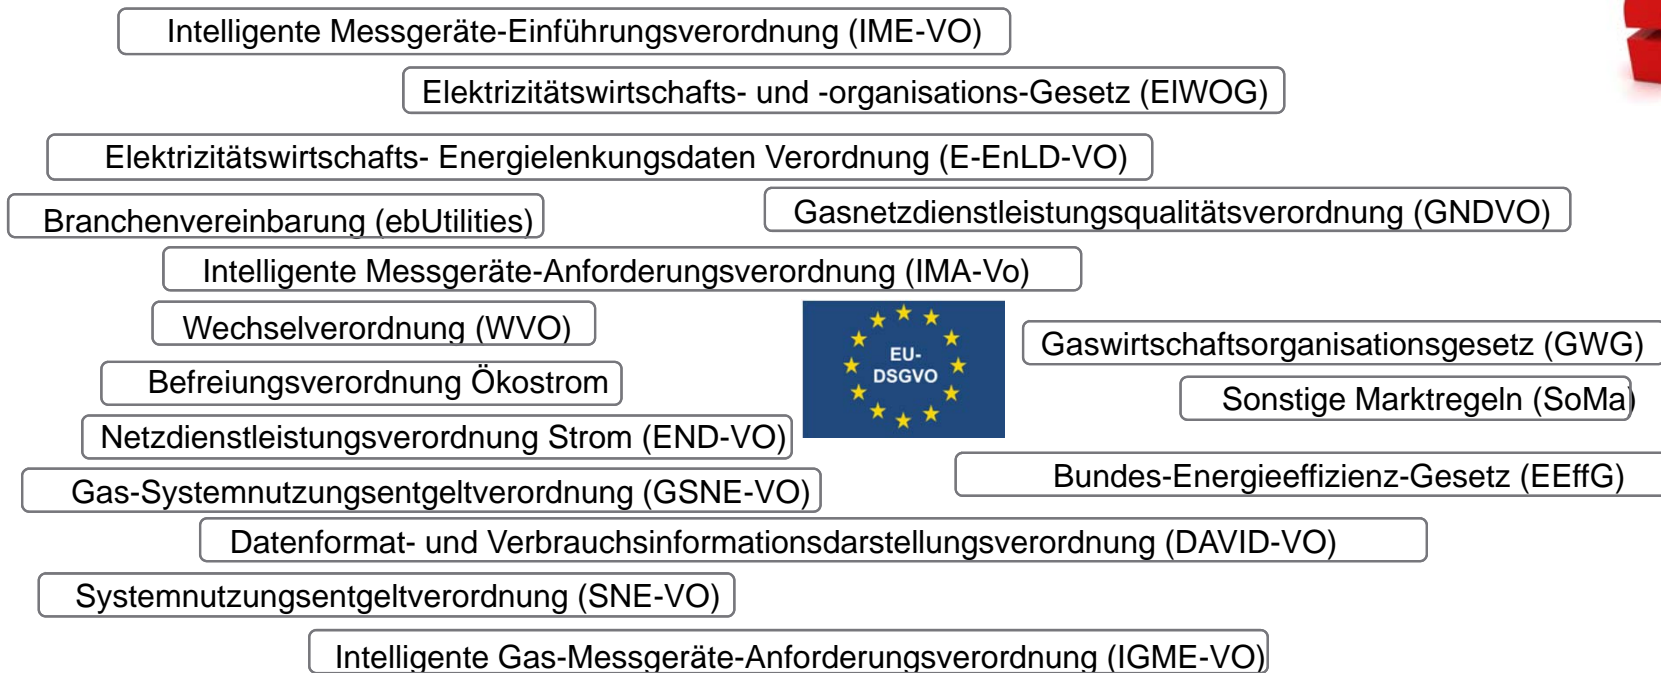 Intelligente Messgeräte-Einführungsverordnung (IME-VO)
Elektrizitätswirtschafts- und -organisations-Gesetz (ElWOG)
Elektrizitätswirtschafts- Energielenkungsdaten Verordnung (E-EnLD-VO)
Branchenvereinbarung (ebUtilities)
Gasnetzdienstleistungsqualitätsverordnung (GNDVO)
Intelligente Messgeräte-Anforderungsverordnung (IMA-Vo)
Wechselverordnung (WVO)
EU-
DSGVO
Gaswirtschaftsorganisationsgesetz (GWG)
Befreiungsverordnung Ökostrom
Sonstige Marktregeln (SoMa)
Netzdienstleistungsverordnung Strom (END-VO)
Bundes-Energieeffizienz-Gesetz (EEffG)
Gas-Systemnutzungsentgeltverordnung (GSNE-VO)
Datenformat- und Verbrauchsinformationsdarstellungsverordnung (DAVID-VO)
Systemnutzungsentgeltverordnung (SNE-VO)
Intelligente Gas-Messgeräte-Anforderungsverordnung (IGME-VO)